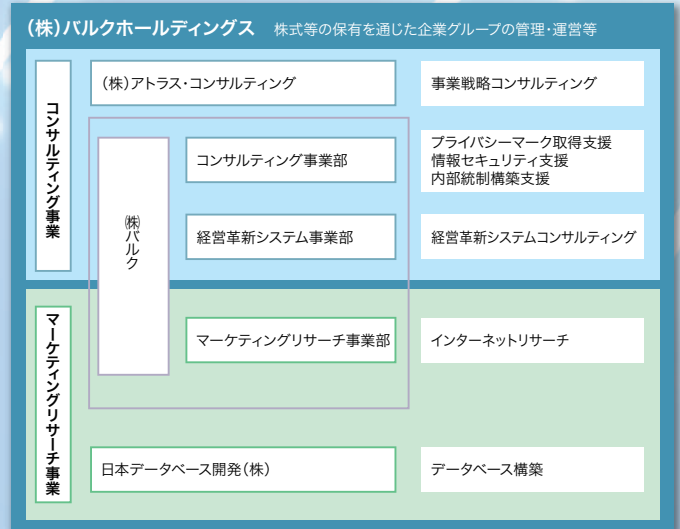 (株)バルクホールディングス 株式等の保有を通じた企業グループの管理・運営等
コンサルティング事業
(株)アトラス・コンサルティング
事業戦略コンサルティング
㈱バルク
コンサルティング事業部
プライバシーマーク取得支援
情報セキュリティ支援
内部統制構築支援
経営革新システム事業部
経営革新システムコンサルティング
マーケティングリサーチ事業
マーケティングリサーチ事業部
インターネットリサーチ
日本データベース開発(株)
データベース構築